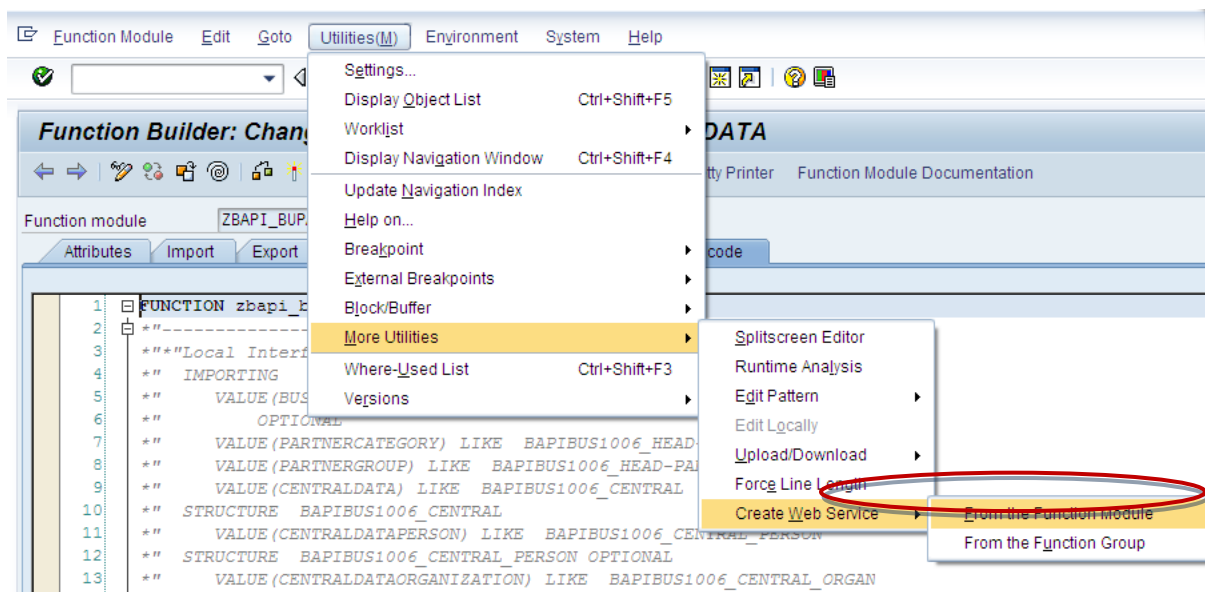 Function Module Edit Goto Utilities(M) Environment System Help
Settings...
Display Object List Ctrl+Shift+F5
Function Builder: Chan DATA
Worklist
Display Navigation Window Ctrl+Shift+F4
tty Printer Function Module Documentation
Update Navigation Index
Function module ZBAPI_BUP
Help on...
Attributes Import Export code
Breakpoint
External Breakpoints
1 FUNCTION zbapi_b
Block/Buffer
2 *"----------------
More Utilities
Splitscreen Editor
3 *"*"Local Interf
Where-Used List Ctrl+Shift+F3
Runtime Analysis
4 *" IMPORTING
Versions
Edit Pattern
5 *" VALUE(BUS
6 *" OPTIONAL
Edit Locally
7 *" VALUE(PARTNERCATEGORY) LIKE BAPIBUS1006_HEAD-
Upload/Download
8 *" VALUE(PARTNERGROUP) LIKE BAPIBUS1006_HEAD-PA
Force Line Length
9 *" VALUE(CENTRALDATA) LIKE BAPIBUS1006_CENTRAL
Create Web Service From the Function Module
10 *" STRUCTURE BAPIBUS1006_CENTRAL
11 *" VALUE(CENTRALDATAPERSON) LIKE BAPIBUS1006_CENTRAL_PERSON
From the Function Group
12 *" STRUCTURE BAPIBUS1006_CENTRAL_PERSON OPTIONAL
13 *" VALUE(CENTRALDATAORGANIZATION) LIKE BAPIBUS1006_CENTRAL_ORGAN